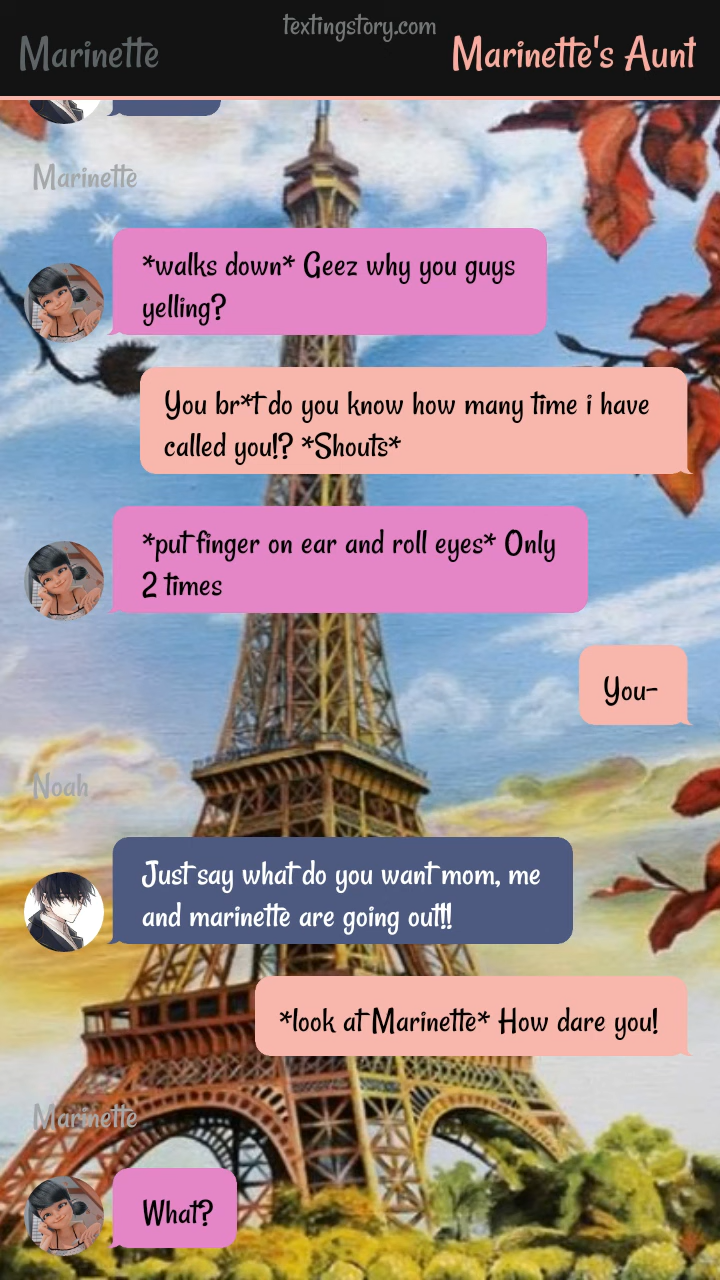 textingstory.com
Marinette
Marinette's Aunt
Marinette
*walks down* Geez why you guys
yelling?
You br*t do you know how many time i have
called you!? *Shouts*
*put finger on ear and roll eyes* Only
2 times
You-
Noah
Just say what do you want mom, me
and marinette are going out!!
*look at Marinette* How dare you!
Marinette
What?